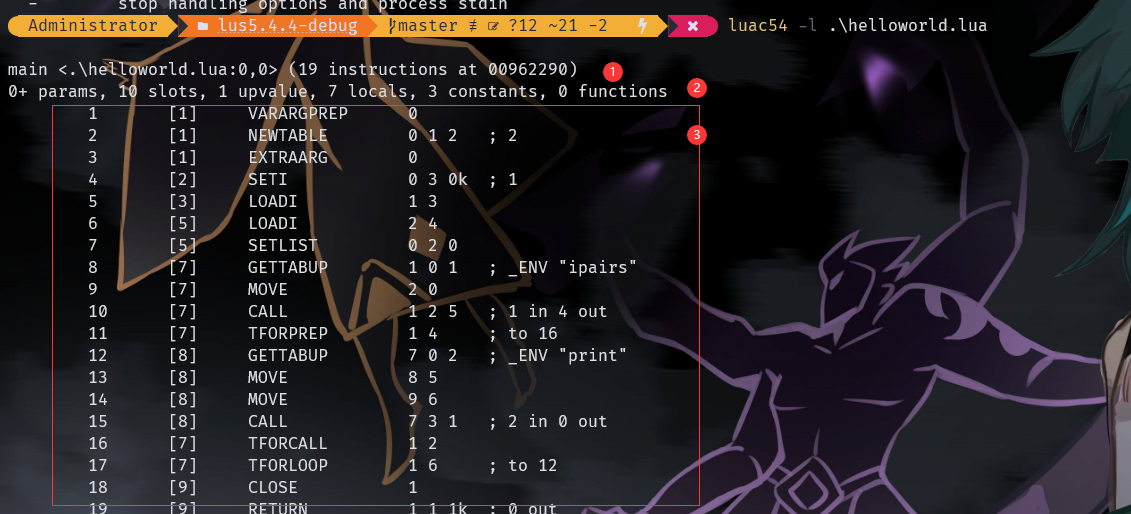 - stop handling options and process stdin
Administrator lus5.4.4-debug master ≢ ?12 ~21 -2 luac54 -l .\helloworld.lua
main <.\helloworld.lua:0,0> (19 instructions at 00962290) 1
0+ params, 10 slots, 1 upvalue, 7 locals, 3 constants, 0 functions 2
1 [1] VARARGPREP 0
2 [1] NEWTABLE 0 1 2 ; 2 3
3 [1] EXTRAARG 0
4 [2] SETI 0 3 0k ; 1
5 [3] LOADI 1 3
6 [5] LOADI 2 4
7 [5] SETLIST 0 2 0
8 [7] GETTABUP 1 0 1 ; _ENV "ipairs"
9 [7] MOVE 2 0
10 [7] CALL 1 2 5 ; 1 in 4 out
11 [7] TFORPREP 1 4 ; to 16
12 [8] GETTABUP 7 0 2 ; _ENV "print"
13 [8] MOVE 8 5
14 [8] MOVE 9 6
15 [8] CALL 7 3 1 ; 2 in 0 out
16 [7] TFORCALL 1 2
17 [7] TFORLOOP 1 6 ; to 12
18 [9] CLOSE 1
19 [9] RETURN 1 1 1k ; 0 out